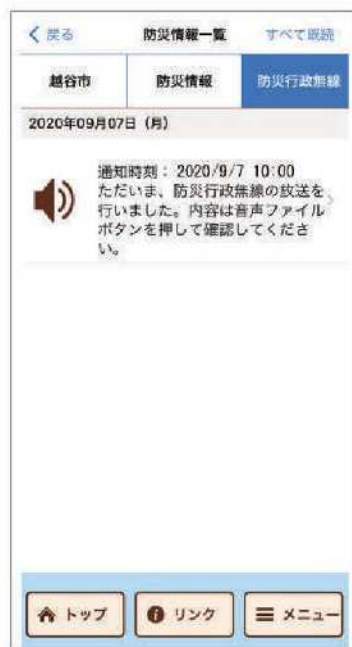 戻る 防災情報一覧 すべて既読
越谷市 防災情報 防災行政無線
2020年09月07日（月）
通知時刻：2020/9/7 10:00
ただいま、防災行政無線の放送を
行いました。内容は音声ファイル
ボタンを押して確認してくださ
い。
トップ リンク メニュー